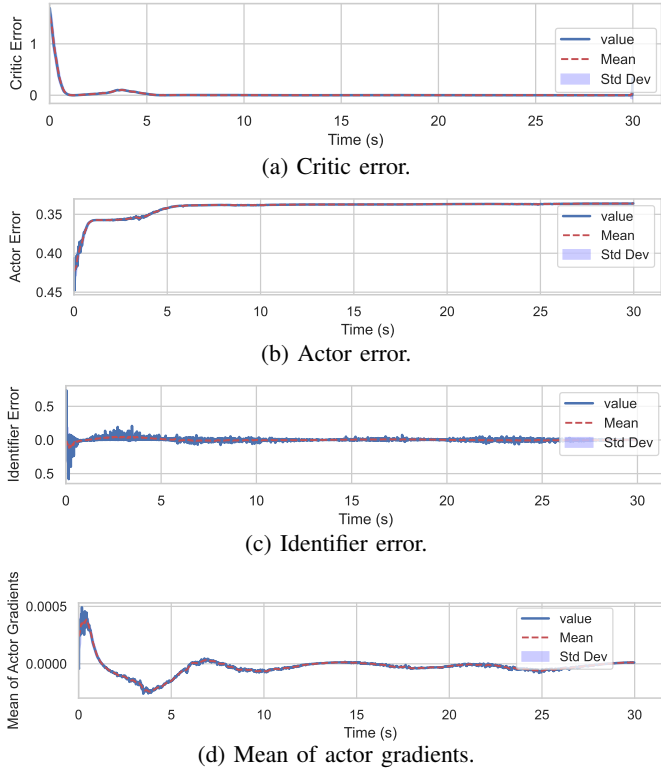 Critic Error
1
0
value
Mean
Std Dev
0 5 10 15 20 25 30
Time (s)
(a) Critic error.
Actor Error
0.35
0.40
0.45
value
Mean
Std Dev
0 5 10 15 20 25 30
Time (s)
(b) Actor error.
Identifier Error
0.5
0.0
0.5
value
Mean
Std Dev
0 5 10 15 20 25 30
Time (s)
(c) Identifier error.
Mean of Actor Gradients
0.0005
0.0000
value
Mean
Std Dev
0 5 10 15 20 25 30
Time (s)
(d) Mean of actor gradients.